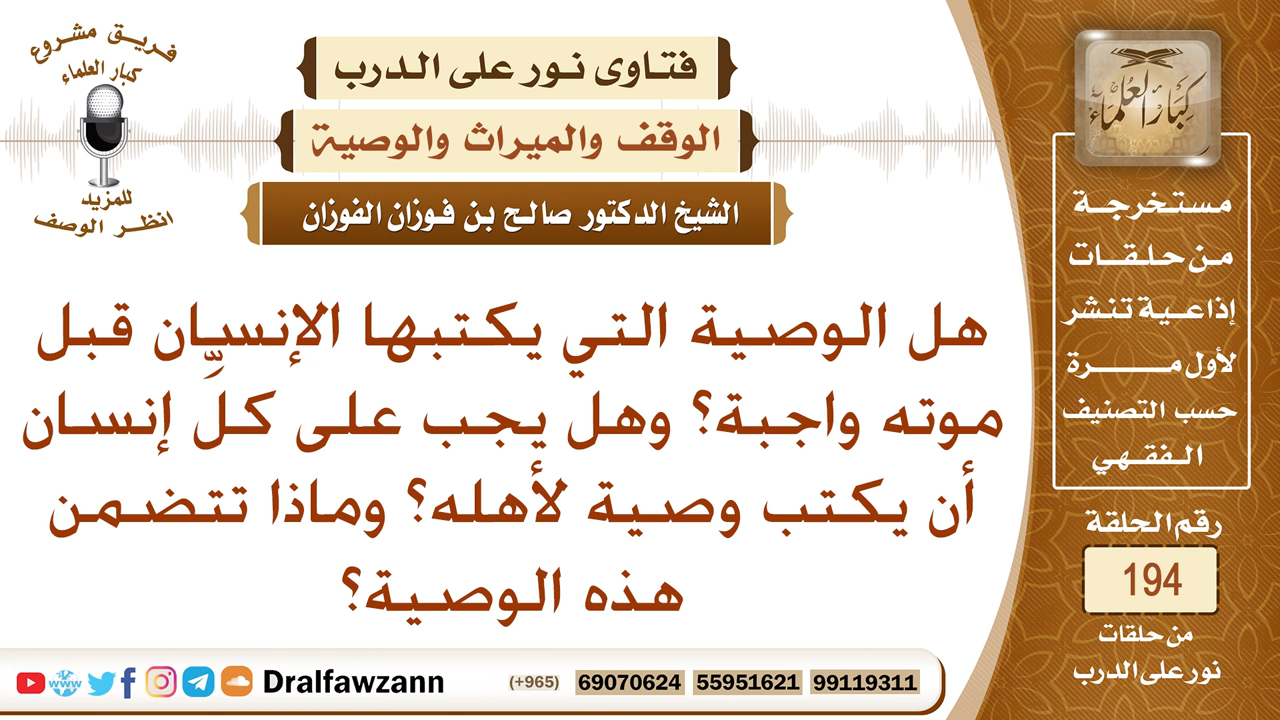 فريق مشروع
كبار العلماء
للمزيد
انظر الوصف
فتاوى نور على الدرب
الوقف والميراث والوصية
الشيخ الدكتور صالح بن فوزان الفوزان
هل الوصية التي يكتبها الإنسان قبل
موته واجبة؟ وهل يجب على كلِّ إنسان
أن يكتب وصية لأهله؟ وماذا تتضمن
هذه الوصية؟
كبار العلماء
مستخرجة
من حلقات
إذاعية تنشر
لأول مرة
حسب التصنيف
الفقهي
رقم الحلقة
194
من حلقات
نور على الدرب
www Dralfawzann (+965) 69070624 55951621 99119311